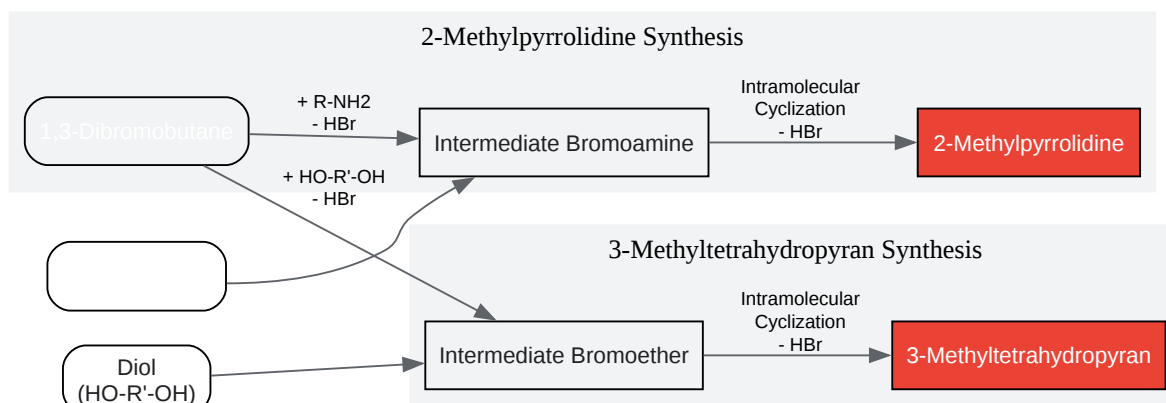 2-Methylpyrrolidine Synthesis
1,3-Dibromobutane
+ R-NH2
- HBr
Intermediate Bromoamine
Intramolecular
Cyclization
- HBr
2-Methylpyrrolidine
+ HO-R'-OH
- HBr
3-Methyltetrahydropyran Synthesis
Diol
(HO-R'-OH)
Intermediate Bromoether
Intramolecular
Cyclization
- HBr
3-Methyltetrahydropyran